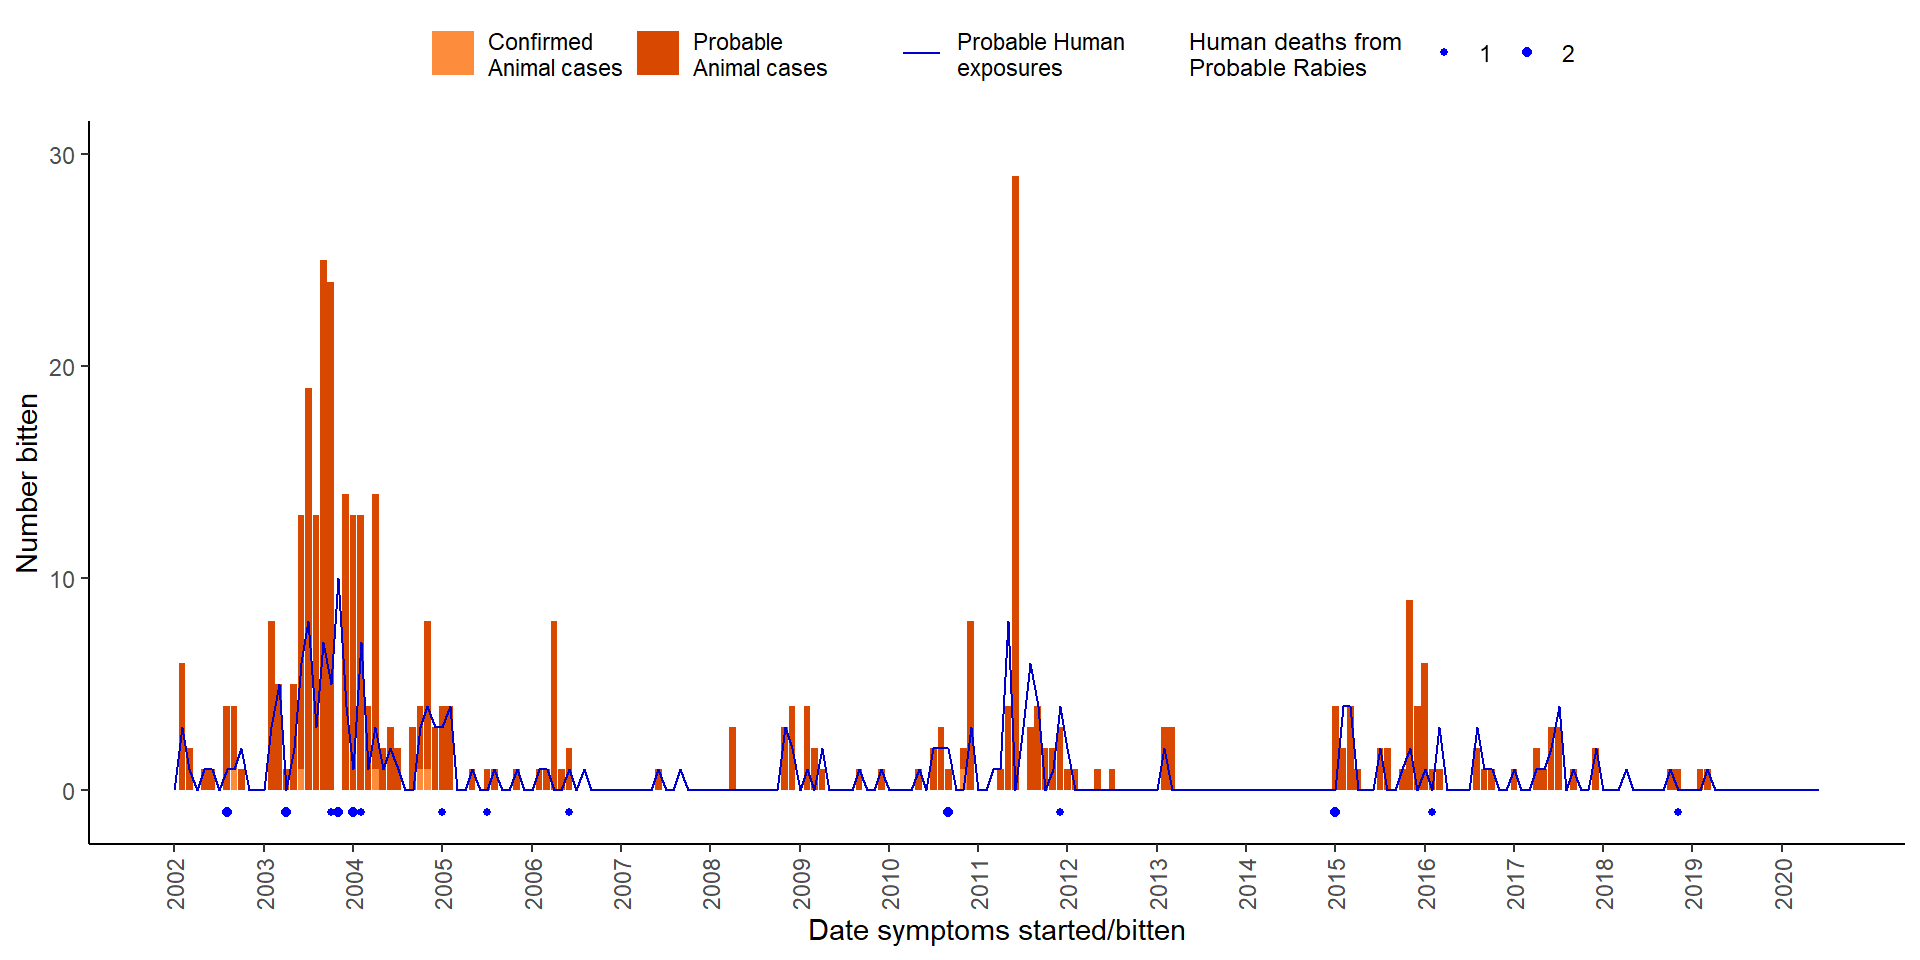 Confirmed
Animal cases
Probable
Animal cases
Probable Human
exposures
Human deaths from
Probable Rabies
1
2
Number bitten
30
20
10
0
2002
2003
2004
2005
2006
2007
2008
2009
2010
2011
2012
2013
2014
2015
2016
2017
2018
2019
2020
Date symptoms started/bitten